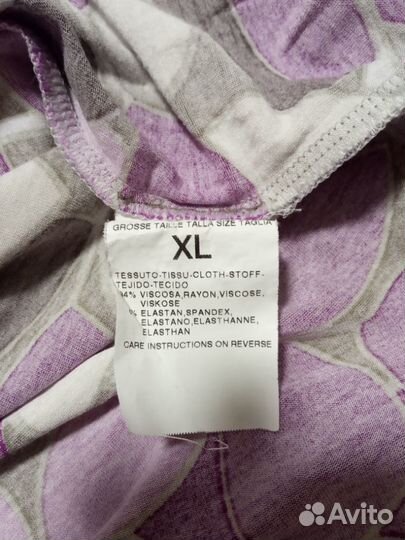 GROSSE TAILLE TALLA SIZE TAGLIA
XL
TESSUTO-TISSU-CLOTH-STOFF-
TEJIDO-TECIDO
94% VISCOSA,RAYON,VISCOSE,
VISKOSE
% ELASTAN,SPANDEX,
ELASTANO,ELASTHANNE,
ELASTHAN
CARE INSTRUCTIONS ON REVERSE
Avito